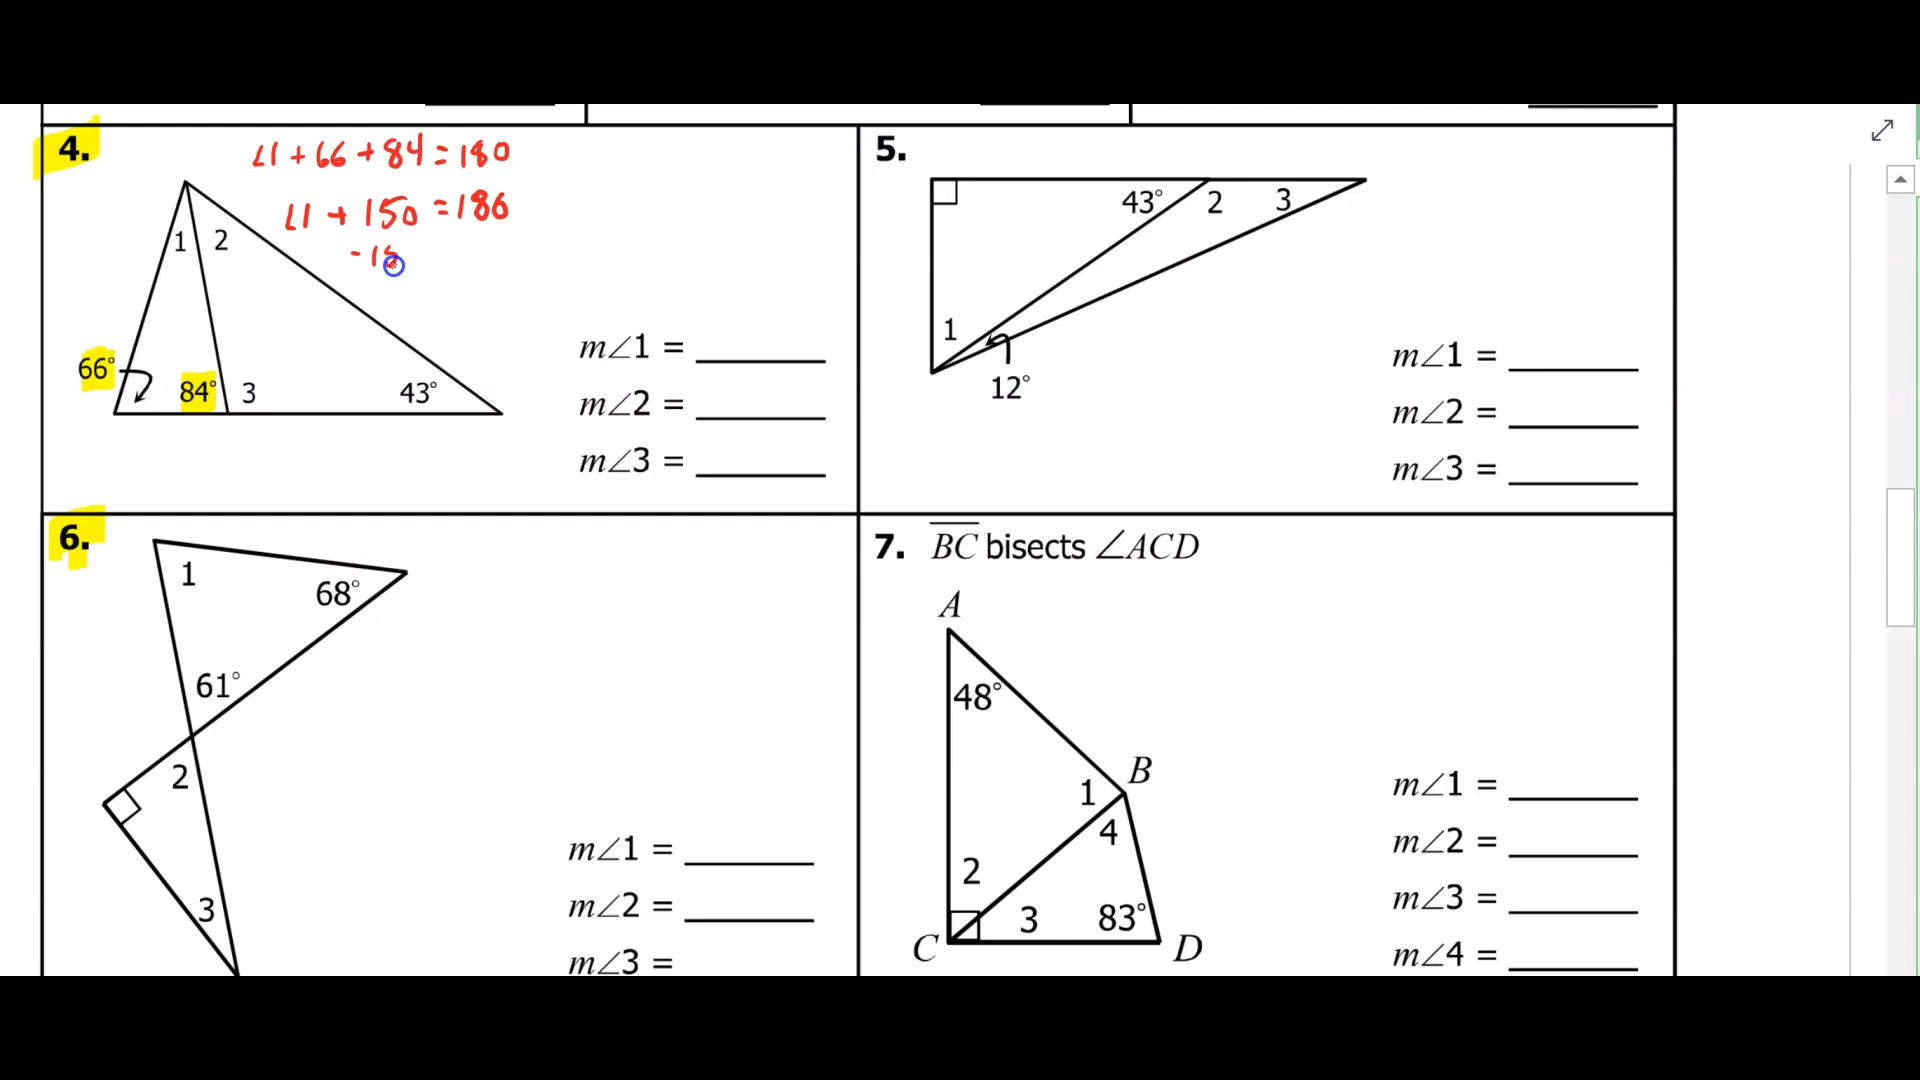 4.
∠1 + 66 + 84 = 180
∠1 + 150 = 180
- 15
1 2
66°
84° 3 43°
m∠1 = ________
m∠2 = ________
m∠3 = ________
5.
43° 2 3
1
12°
m∠1 = ________
m∠2 = ________
m∠3 = ________
6.
1
68°
61°
2
3
m∠1 = ________
m∠2 = ________
m∠3 =
7. BC bisects ∠ACD
A
48°
B
1
4
2
3 83°
C D
m∠1 = ________
m∠2 = ________
m∠3 = ________
m∠4 = ________